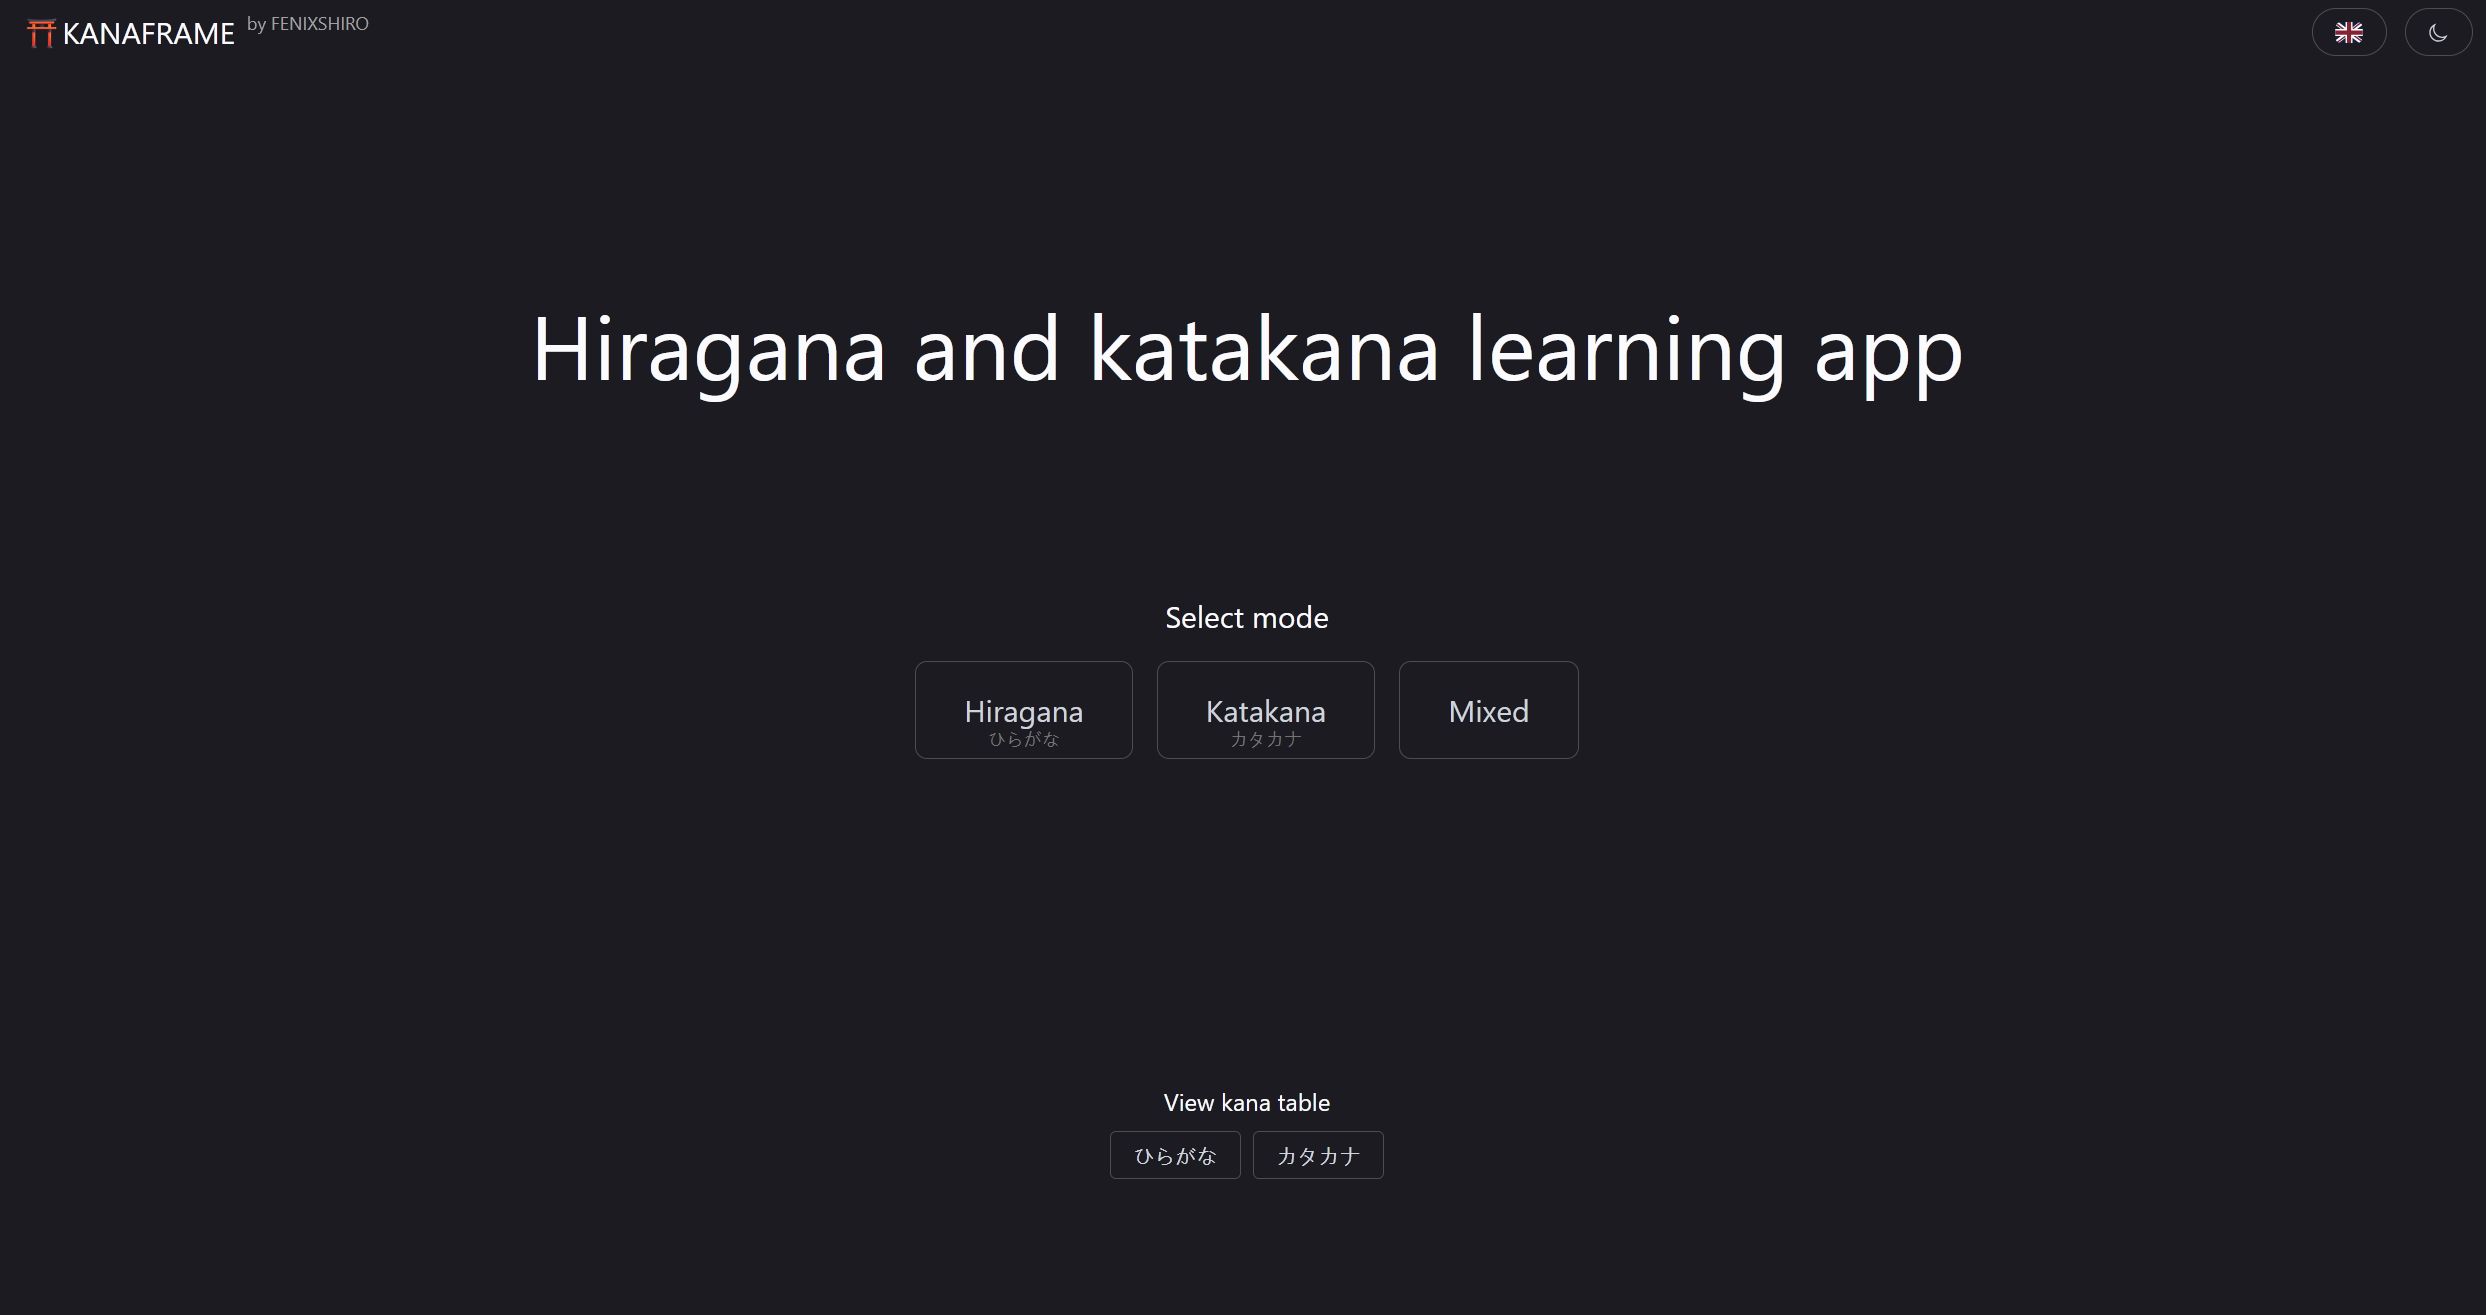 KANAFRAME by FENIXSHIRO
Hiragana and katakana learning app
Select mode
Hiragana
ひらがな
Katakana
カタカナ
Mixed
View kana table
ひらがな
カタカナ